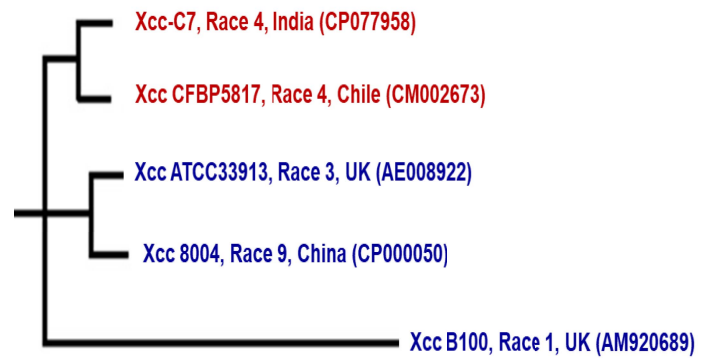 Xcc-C7, Race 4, India (CP077958)
Xcc CFBP5817, Race 4, Chile (CM002673)
Xcc ATCC33913, Race 3, UK (AE008922)
Xcc 8004, Race 9, China (CP000050)
Xcc B100, Race 1, UK (AM920689)